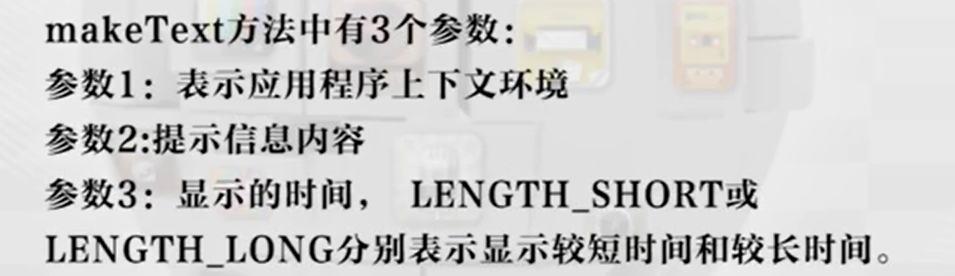 makeText方法中有3个参数：
参数1：表示应用程序上下文环境
参数2:提示信息内容
参数3：显示的时间， LENGTH_SHORT或
LENGTH_LONG分别表示显示较短时间和较长时间。